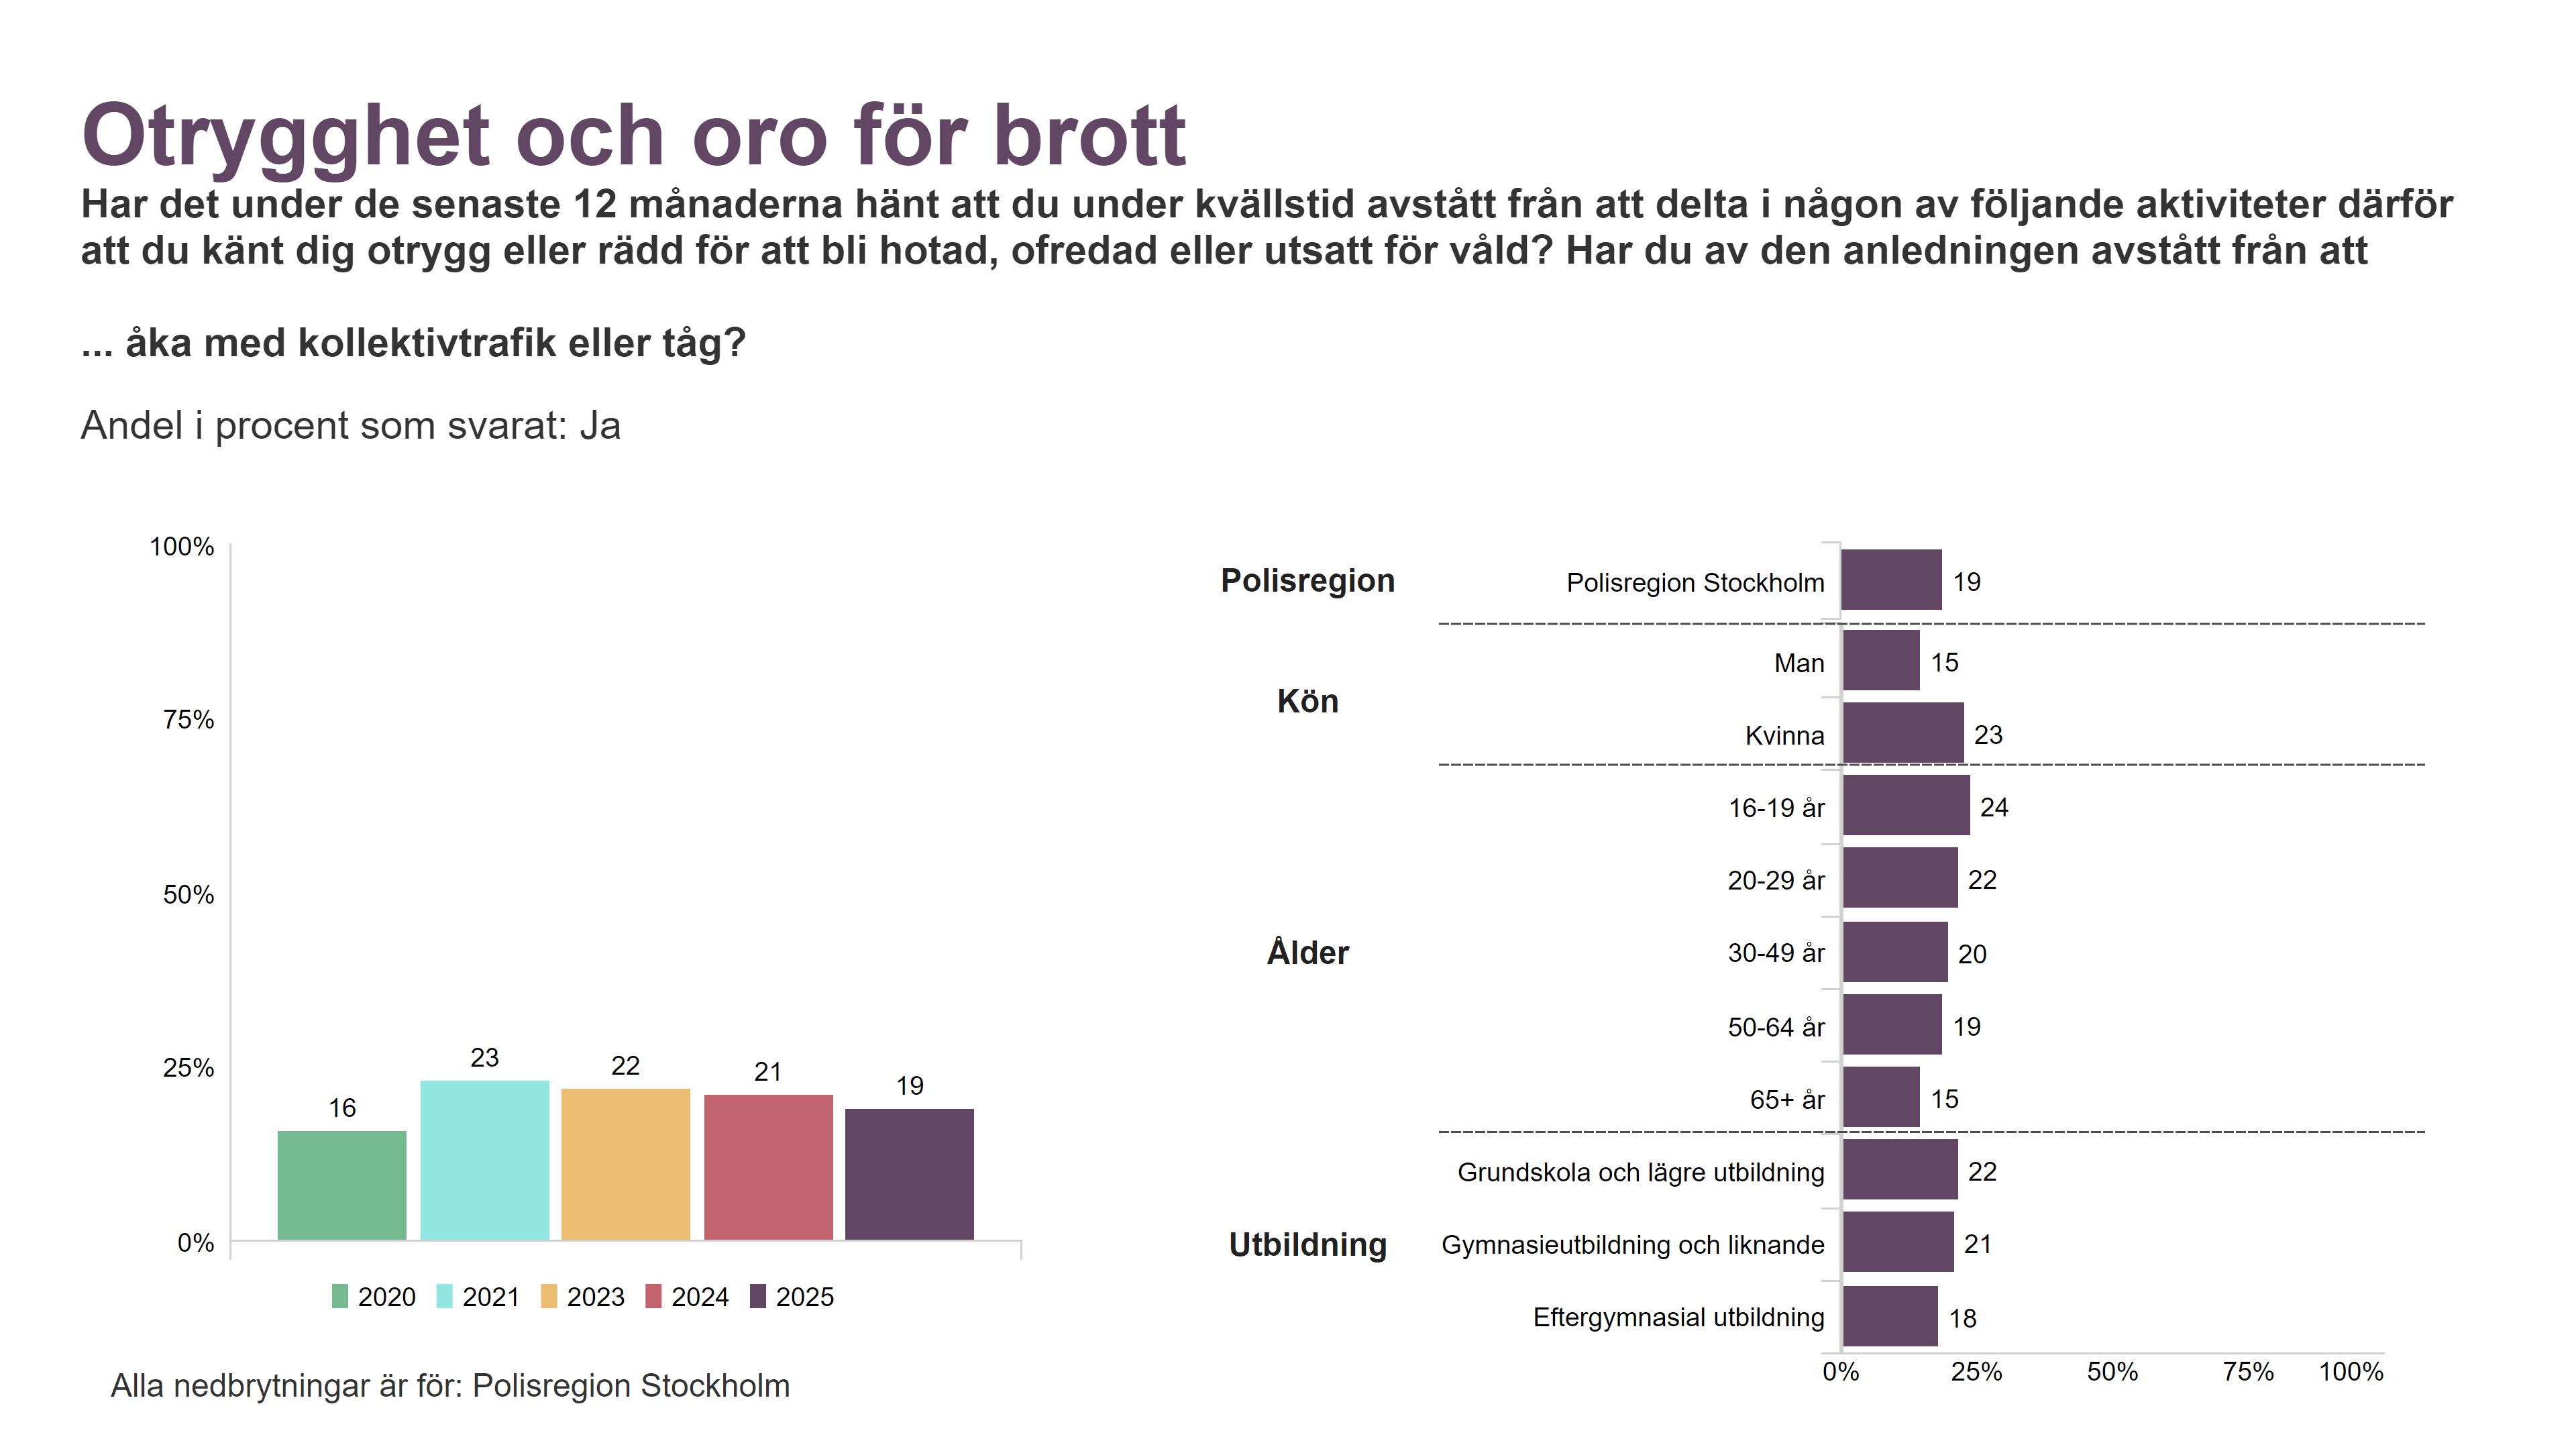 Otrygghet och oro för brott
Har det under de senaste 12 månaderna hänt att du under kvällstid avstått från att delta i någon av följande aktiviteter därför
att du känt dig otrygg eller rädd för att bli hotad, ofredad eller utsatt för våld? Har du av den anledningen avstått från att
... åka med kollektivtrafik eller tåg?
Andel i procent som svarat: Ja
100%
75%
50%
25%
0%
16
23
22
21
19
2020 2021 2023 2024 2025
Alla nedbrytningar är för: Polisregion Stockholm
Polisregion
Polisregion Stockholm 19
Kön
Man 15
Kvinna 23
Ålder
16-19 år 24
20-29 år 22
30-49 år 20
50-64 år 19
65+ år 15
Utbildning
Grundskola och lägre utbildning 22
Gymnasieutbildning och liknande 21
Eftergymnasial utbildning 18
0% 25% 50% 75% 100%